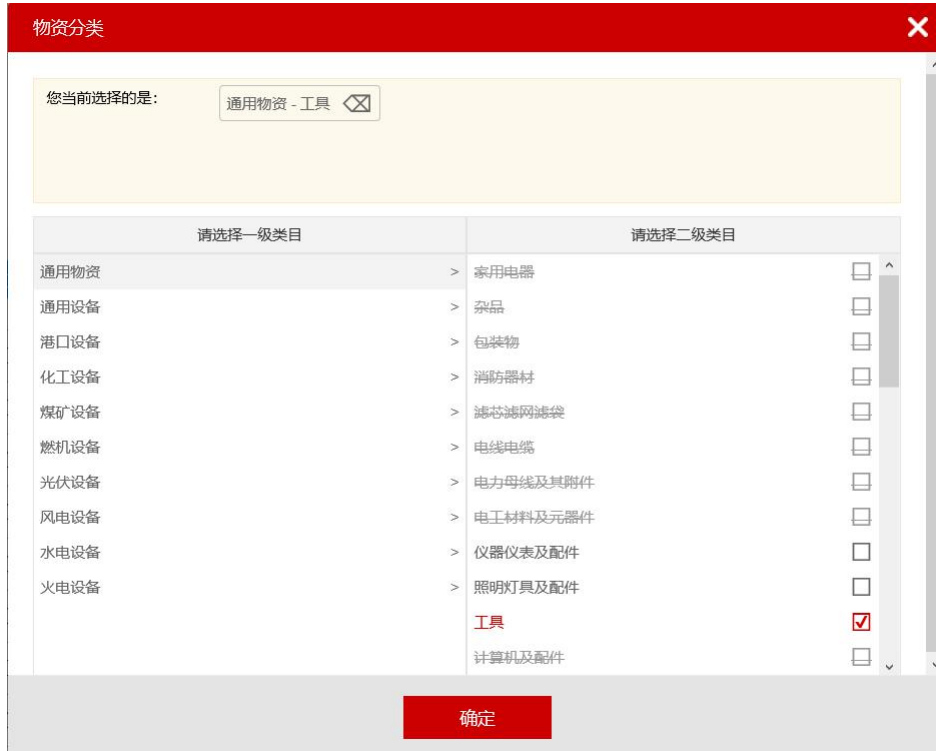 物资分类
您当前选择的是：
通用物资 - 工具
请选择一级类目
请选择二级类目
通用物资 >
家用电器
通用设备 >
杂品
港口设备 >
包装物
化工设备 >
消防器材
煤矿设备 >
滤芯滤网滤袋
燃机设备 >
电线电缆
光伏设备 >
电力母线及其附件
风电设备 >
电工材料及元器件
水电设备 >
仪器仪表及配件
火电设备 >
照明灯具及配件
工具
计算机及配件
确定